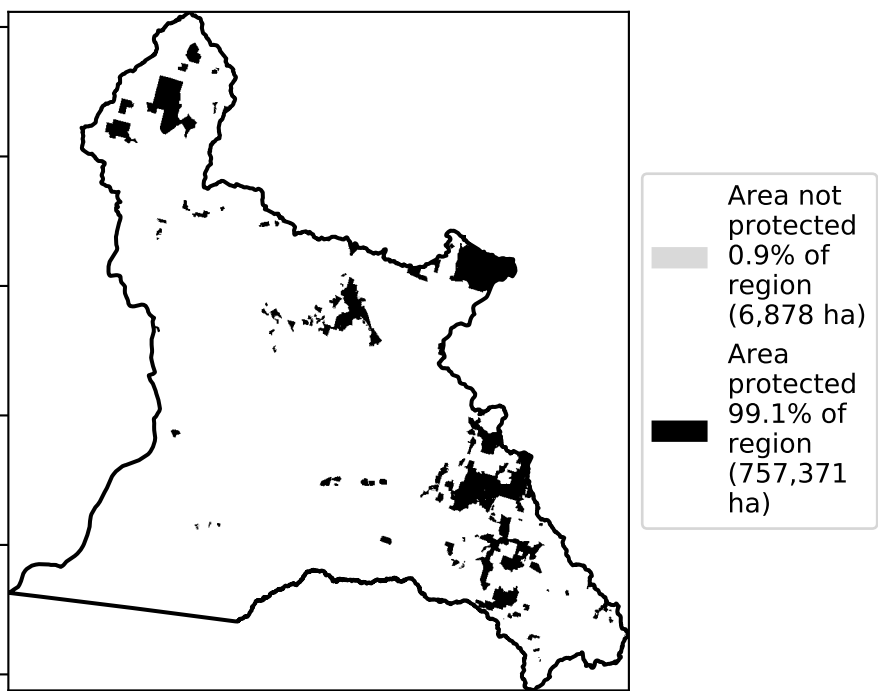 Area not
protected
0.9% of
region
(6,878 ha)
Area
protected
99.1% of
region
(757,371
ha)